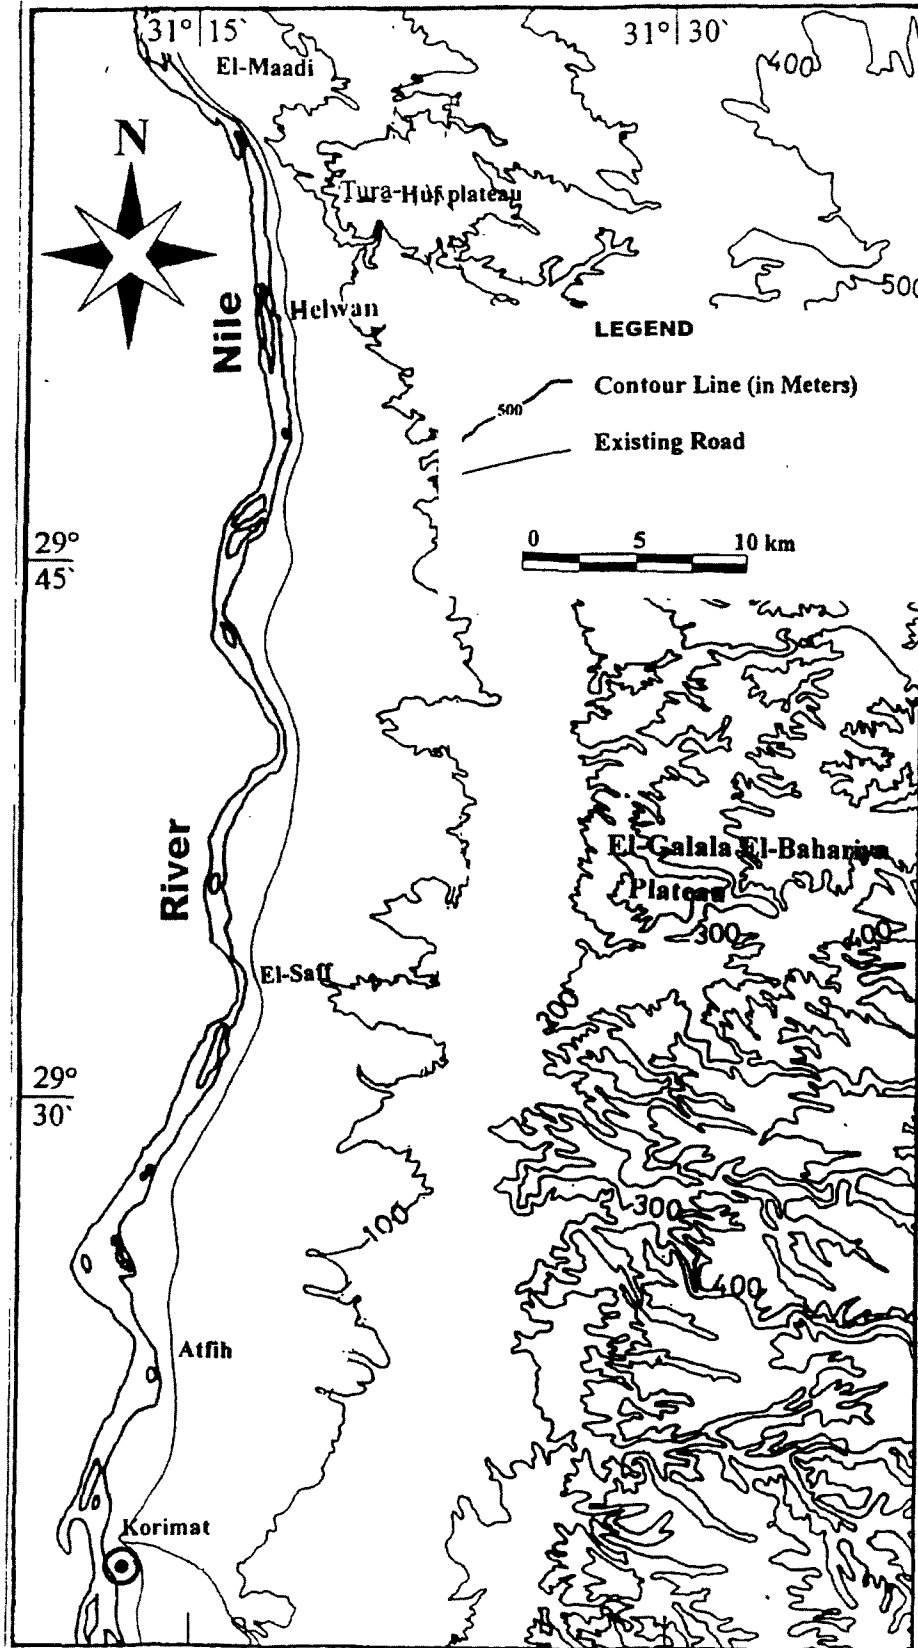 31° 15`
31° 30`
El-Maadi
400
N
Tura-Huf plateau
500
Nile
Helwan
LEGEND
Contour Line (in Meters)
500
Existing Road
0 5 10 km
29°
45`
River
El-Galala El-Bahariya
Plateau
300
400
El-Saff
200
29°
30`
100
300
400
Atfih
Korimat